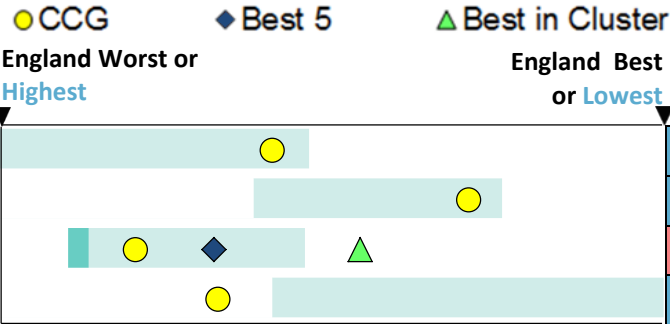 CCG Best 5 Best in Cluster
England Worst or England Best
Highest or Lowest